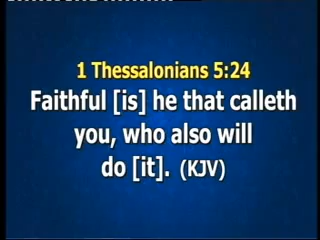 1 Thessalonians 5:24
Faithful [is] he that calleth
you, who also will
do [it]. (KJV)